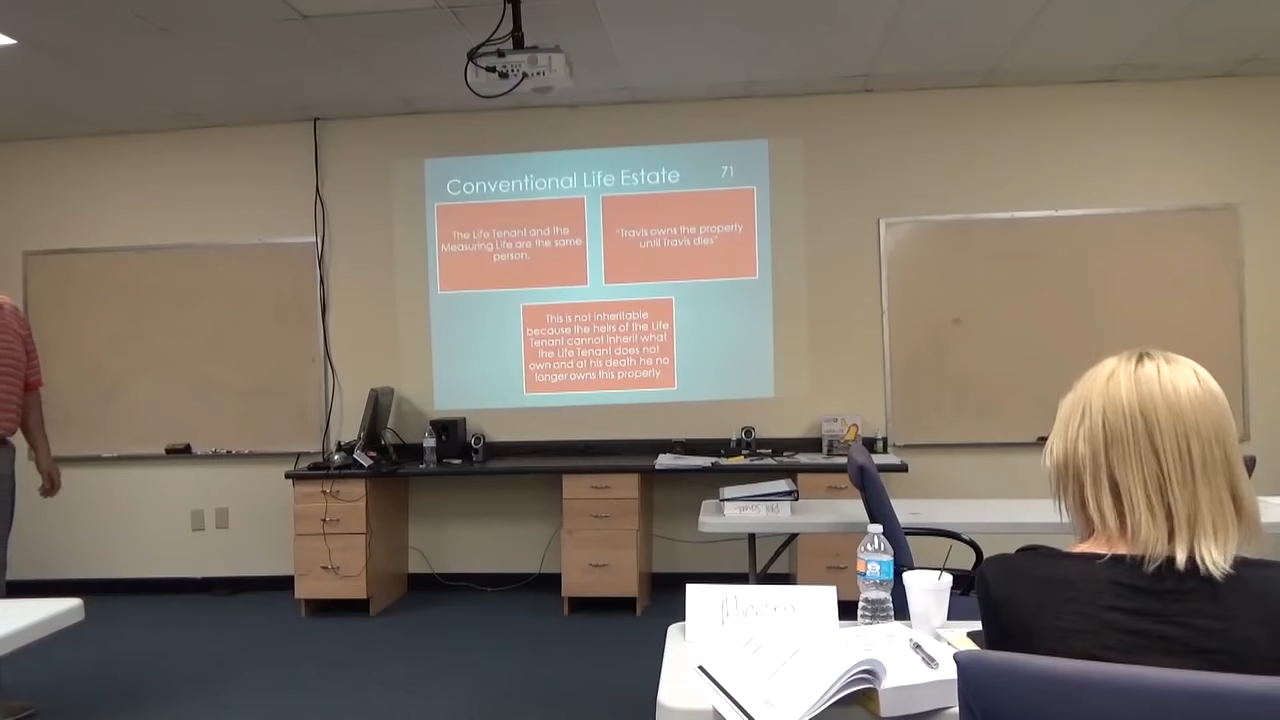 Conventional Life Estate
71
The Life Tenant and the
Measuring Life are the same
person.
"Travis owns the property
until Travis dies"
This is not inheritable
because the heirs of the Life
Tenant cannot inherit what
the Life Tenant does not
own and at his death he no
longer owns this property.